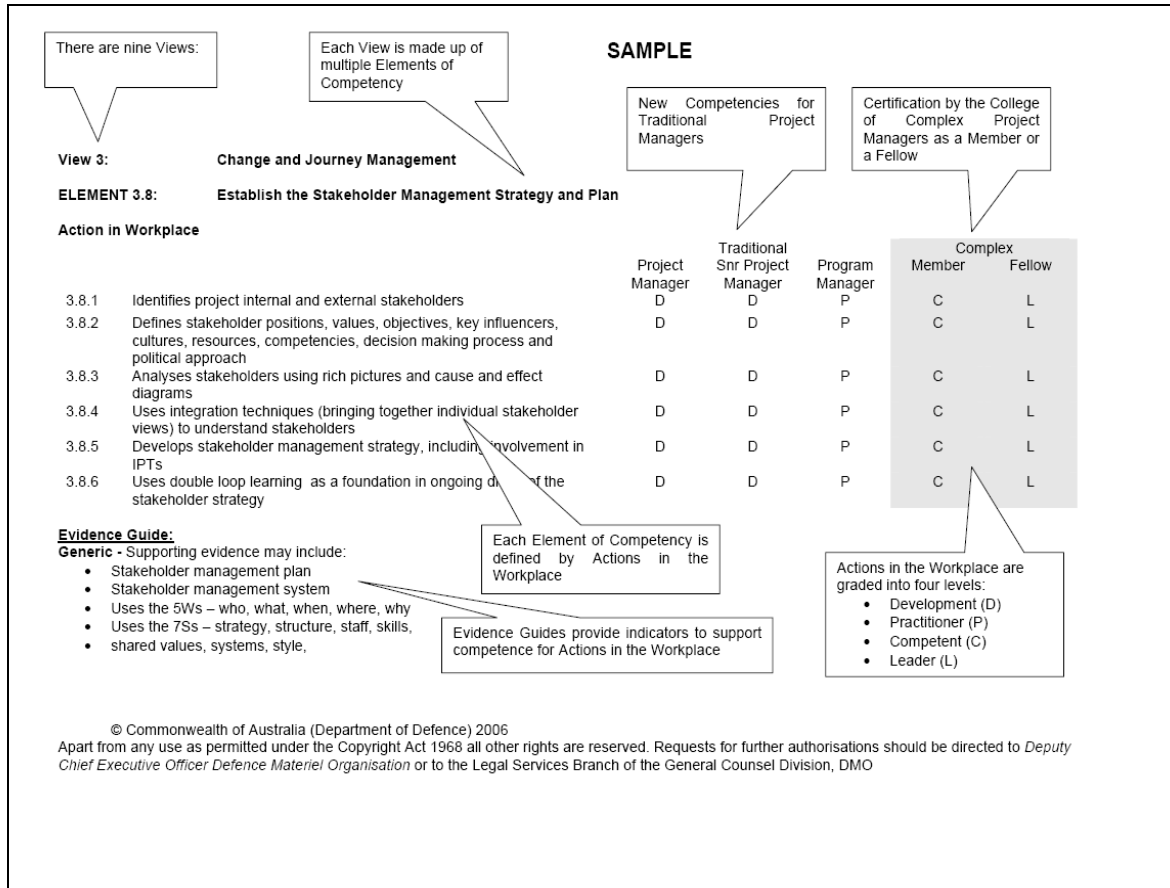 There are nine Views:
Each View is made up of
multiple Elements of
Competency
SAMPLE
New Competencies for
Traditional Project
Managers
Certification by the College
of Complex Project
Managers as a Member or
a Fellow
View 3: Change and Journey Management
ELEMENT 3.8: Establish the Stakeholder Management Strategy and Plan
Action in Workplace
Traditional Complex
Project Snr Project Program Member Fellow
Manager Manager Manager
3.8.1 Identifies project internal and external stakeholders D D P C L
3.8.2 Defines stakeholder positions, values, objectives, key influencers, D D P C L
cultures, resources, competencies, decision making process and
political approach
3.8.3 Analyses stakeholders using rich pictures and cause and effect D D P C L
diagrams
3.8.4 Uses integration techniques (bringing together individual stakeholder D D P C L
views) to understand stakeholders
3.8.5 Develops stakeholder management strategy, including involvement in D D P C L
IPTs
3.8.6 Uses double loop learning as a foundation in ongoing of the D D P C L
stakeholder strategy
Evidence Guide:
Generic - Supporting evidence may include:
• Stakeholder management plan
• Stakeholder management system
• Uses the 5Ws – who, what, when, where, why
• Uses the 7Ss – strategy, structure, staff, skills,
• shared values, systems, style,
Each Element of Competency is
defined by Actions in the
Workplace
Evidence Guides provide indicators to support
competence for Actions in the Workplace
Actions in the Workplace are
graded into four levels:
• Development (D)
• Practitioner (P)
• Competent (C)
• Leader (L)
© Commonwealth of Australia (Department of Defence) 2006
Apart from any use as permitted under the Copyright Act 1968 all other rights are reserved. Requests for further authorisations should be directed to Deputy
Chief Executive Officer Defence Materiel Organisation or to the Legal Services Branch of the General Counsel Division, DMO